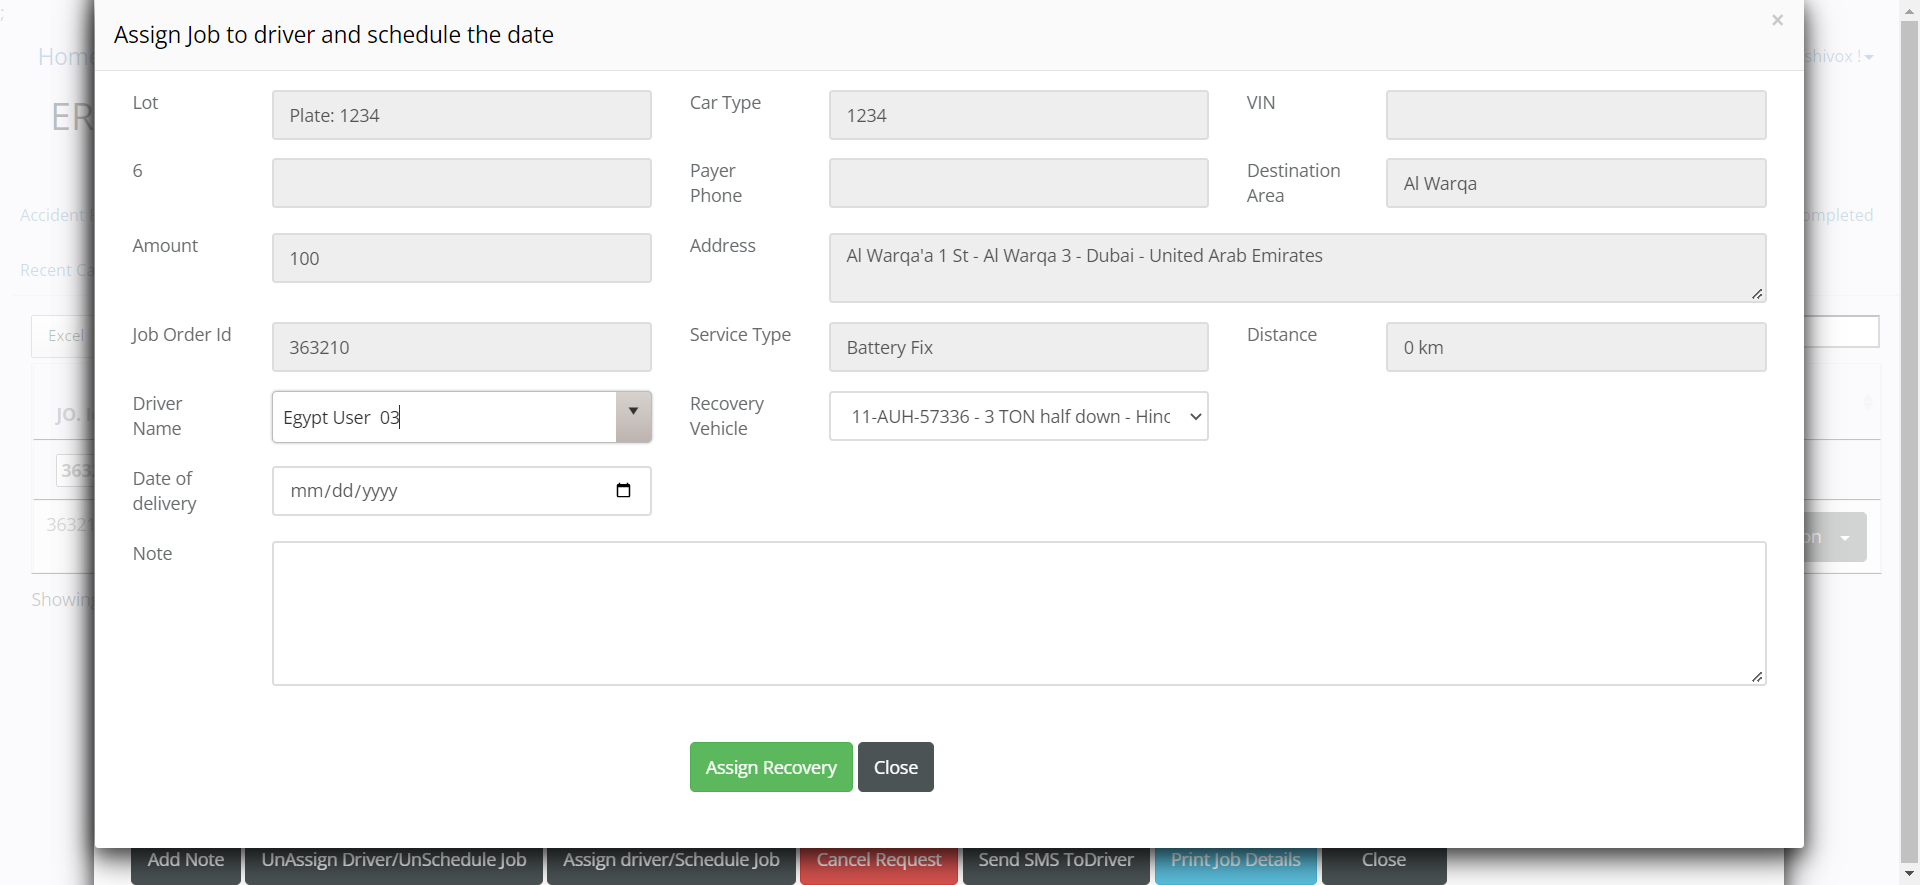 ;
Assign Job to driver and schedule the date
×
Home
shivox !
ER
Lot
Plate: 1234
Car Type
1234
VIN
6
Payer
Phone
Destination
Area
Al Warqa
Accident
ompleted
Amount
100
Address
Al Warqa'a 1 St - Al Warqa 3 - Dubai - United Arab Emirates
Recent Ca
Excel
Job Order Id
363210
Service Type
Battery Fix
Distance
0 km
JO. I
Driver
Name
Egypt User  03
Recovery
Vehicle
11-AUH-57336 - 3 TON half down - Hinc
363
Date of
delivery
mm/dd/yyyy
36321
on
Note
Showing
Assign Recovery
Close
Add Note
UnAssign Driver/UnSchedule Job
Assign driver/Schedule Job
Cancel Request
Send SMS ToDriver
Print Job Details
Close